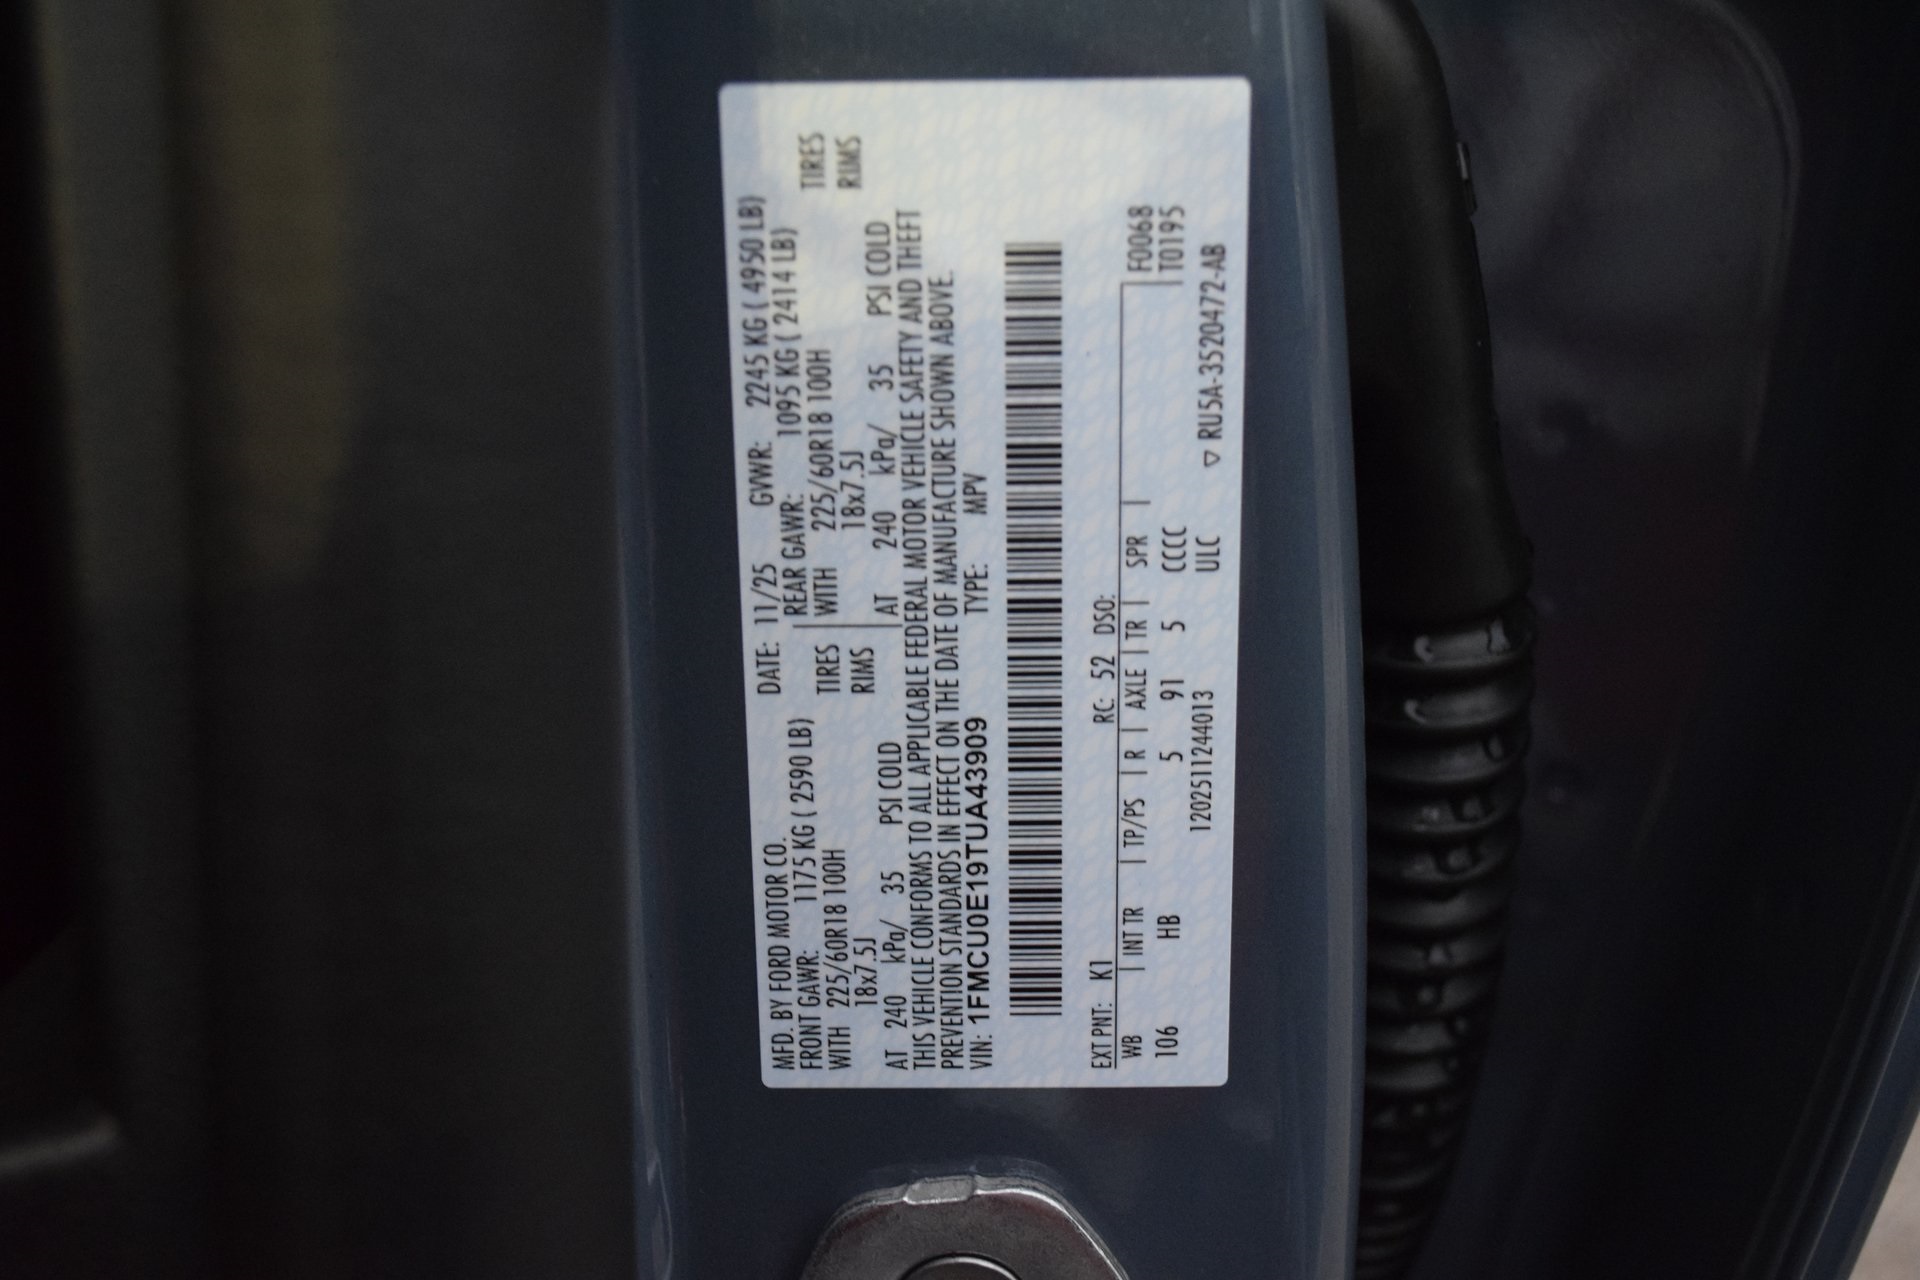 MFD. BY FORD MOTOR CO. DATE: 11/25 GVWR: 2245 KG ( 4950 LB)
FRONT GAWR: 1175 KG ( 2590 LB) REAR GAWR: 1095 KG ( 2414 LB)
WITH 225/60R18 100H TIRES WITH 225/60R18 100H TIRES
18x7.5J RIMS 18x7.5J RIMS
AT 240 kPa/ 35 PSI COLD AT 240 kPa/ 35 PSI COLD
THIS VEHICLE CONFORMS TO ALL APPLICABLE FEDERAL MOTOR VEHICLE SAFETY AND THEFT
PREVENTION STANDARDS IN EFFECT ON THE DATE OF MANUFACTURE SHOWN ABOVE.
VIN: 1FMCU0E19TUA43909 TYPE: MPV
EXT PNT: K1 RC: 52 DSO:
WB | INT TR | TP/PS | R | AXLE | TR | SPR | F0068
106 HB 5 91 5 CCCC T0195
1202511244013 ULC ▽ RU5A-3520472-AB